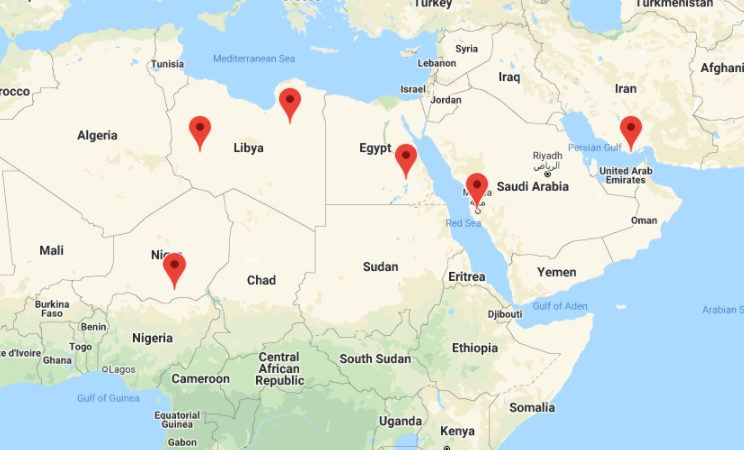 Turkey
Turkmenistan
Syria
Tunisia
Mediterranean Sea
Lebanon
Afghani
Iraq
Israel
Iran
rocco
Jordan
Algeria
Libya
Egypt
Persian Gulf
Riyadh
الرياض
United Arab
Emirates
Saudi Arabia
مكة
Oman
Red Sea
Mali
Niger
Sudan
Chad
Eritrea
Yemen
Burkina
Faso
Gulf of Aden
Arabian S
Djibouti
Benin
Nigeria
Togo
te d'Ivoire
Ghana
Lagos
Central
African
Republic
South Sudan
Ethiopia
Cameroon
Gulf of Guinea
Equatorial
Guinea
Somalia
Uganda
Kenya
Gabon